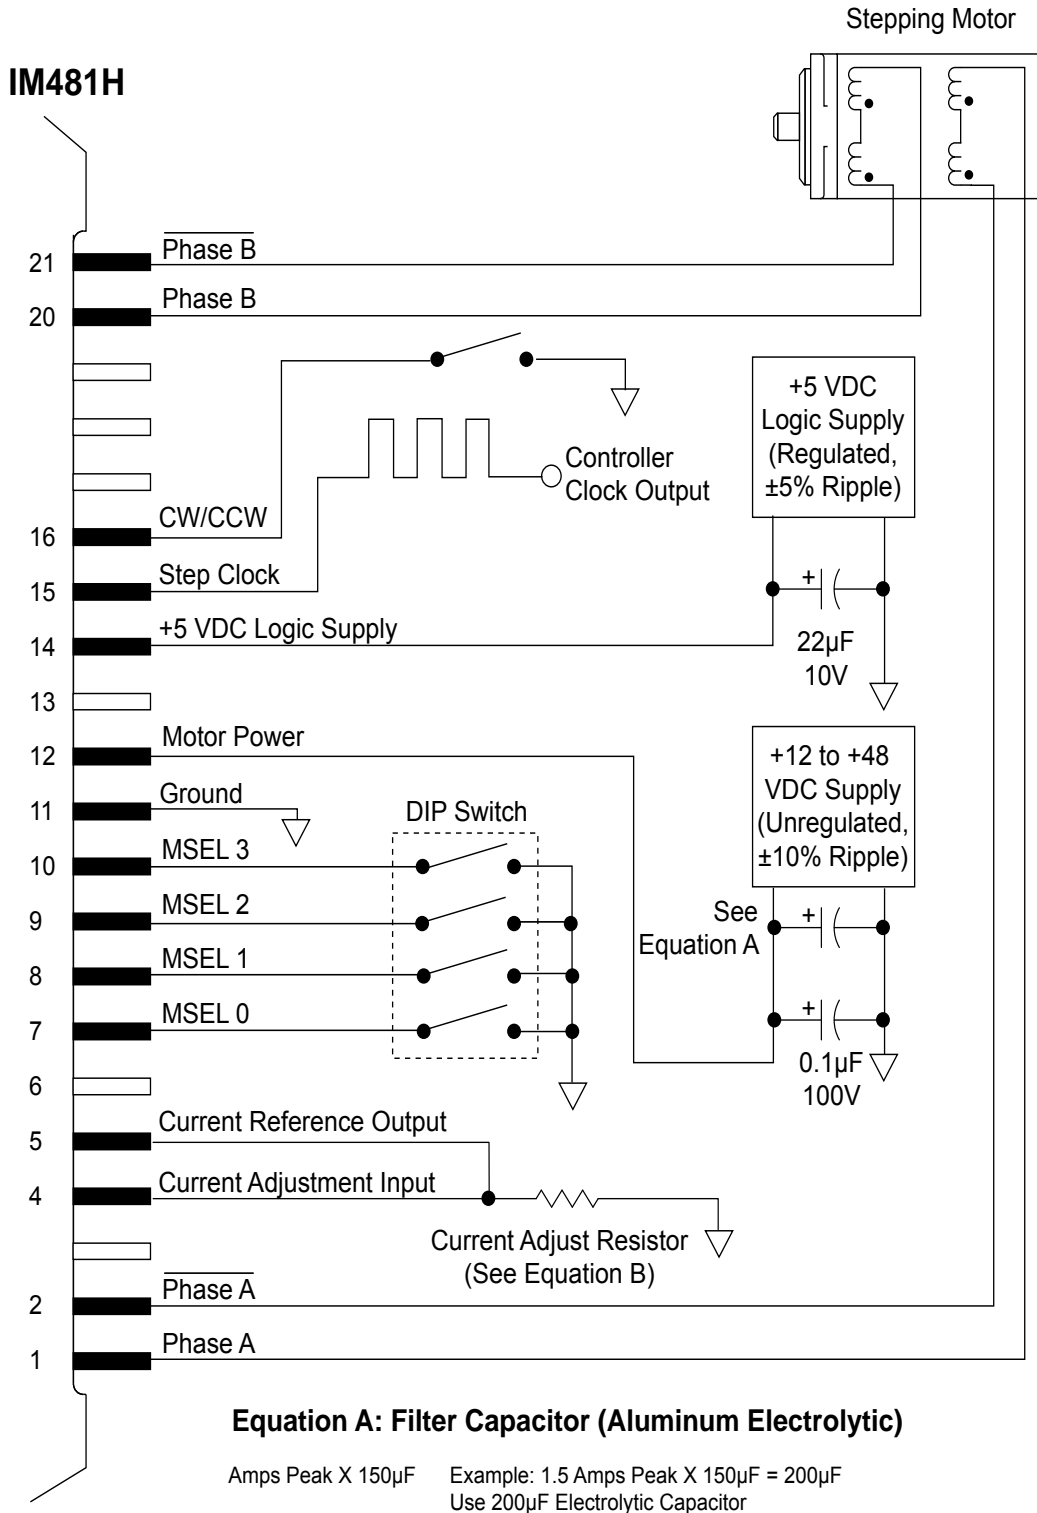 Stepping Motor
IM481H
21 Phase B
20 Phase B
+5 VDC
Logic Supply
(Regulated,
±5% Ripple)
Controller
Clock Output
16 CW/CCW
15 Step Clock
+
14 +5 VDC Logic Supply
22µF
10V
13
12 Motor Power
+12 to +48
VDC Supply
(Unregulated,
±10% Ripple)
11 Ground
DIP Switch
10 MSEL 3
9 MSEL 2
See
Equation A
+
8 MSEL 1
7 MSEL 0
+
0.1µF
100V
6
5 Current Reference Output
4 Current Adjustment Input
Current Adjust Resistor
(See Equation B)
2 Phase A
1 Phase A
Equation A: Filter Capacitor (Aluminum Electrolytic)
Amps Peak X 150µF Example: 1.5 Amps Peak X 150µF = 200µF
Use 200µF Electrolytic Capacitor